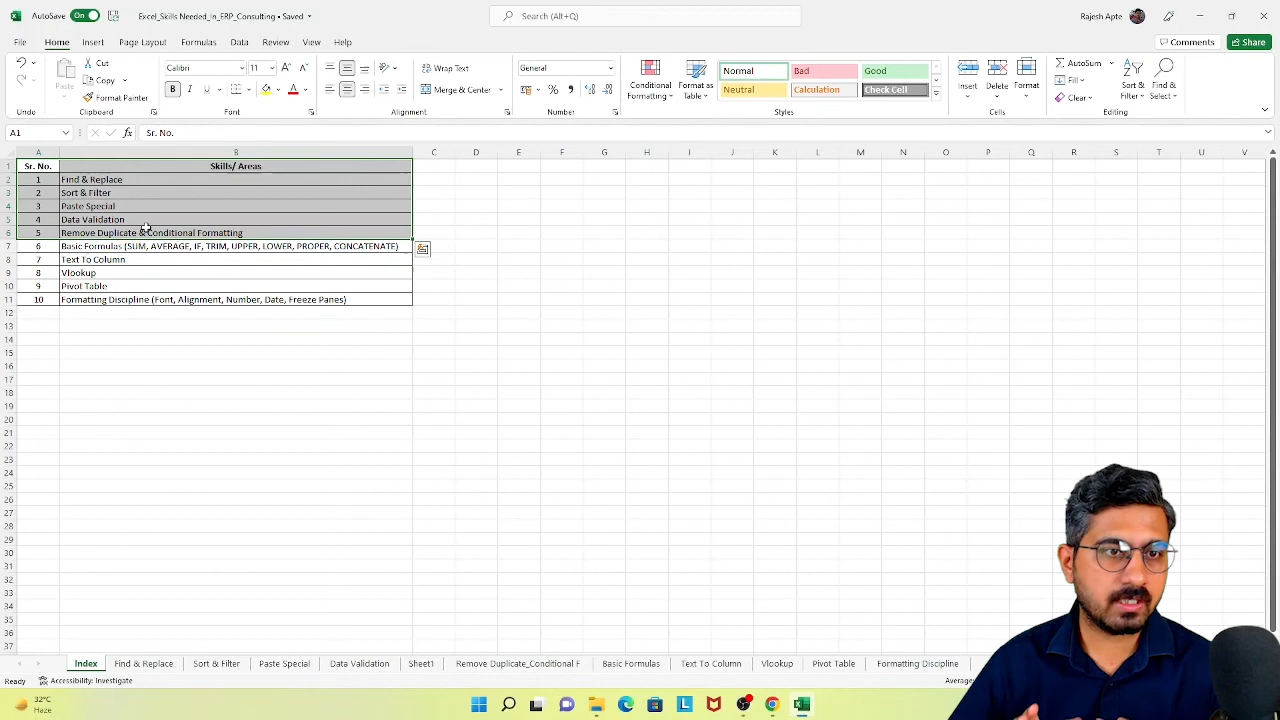 AutoSave On Excel_Skills Needed_In_ERP_Consulting • Saved Search (Alt+Q) Rajesh Apte
File Home Insert Page Layout Formulas Data Review View Help Comments Share
Cut
Copy
Format Painter
Paste
Undo Clipboard
Calibri 11
B I U A
Font
Wrap Text
Merge & Center
Alignment
General
% ,
Number
Conditional Formatting
Format as Table
Normal Bad Good
Neutral Calculation Check Cell
Styles
Insert Delete Format
Cells
AutoSum
Fill
Clear
Sort & Filter
Find & Select
Editing
A1 fx Sr. No.
A B C D E F G H I J K L M N O P Q R S T U V
1 Sr. No. Skills/ Areas
2 1 Find & Replace
3 2 Sort & Filter
4 3 Paste Special
5 4 Data Validation
6 5 Remove Duplicate & Conditional Formatting
7 6 Basic Formulas (SUM, AVERAGE, IF, TRIM, UPPER, LOWER, PROPER, CONCATENATE)
8 7 Text To Column
9 8 Vlookup
10 9 Pivot Table
11 10 Formatting Discipline (Font, Alignment, Number, Date, Freeze Panes)
12
13
14
15
16
17
18
19
20
21
22
23
24
25
26
27
28
29
30
31
32
33
34
35
36
37
Index Find & Replace Sort & Filter Paste Special Data Validation Sheet1 Remove Duplicate_Conditional F Basic Formulas Text To Column Vlookup Pivot Table Formatting Discipline
Ready Accessibility: Investigate Average:
32°C
Haze